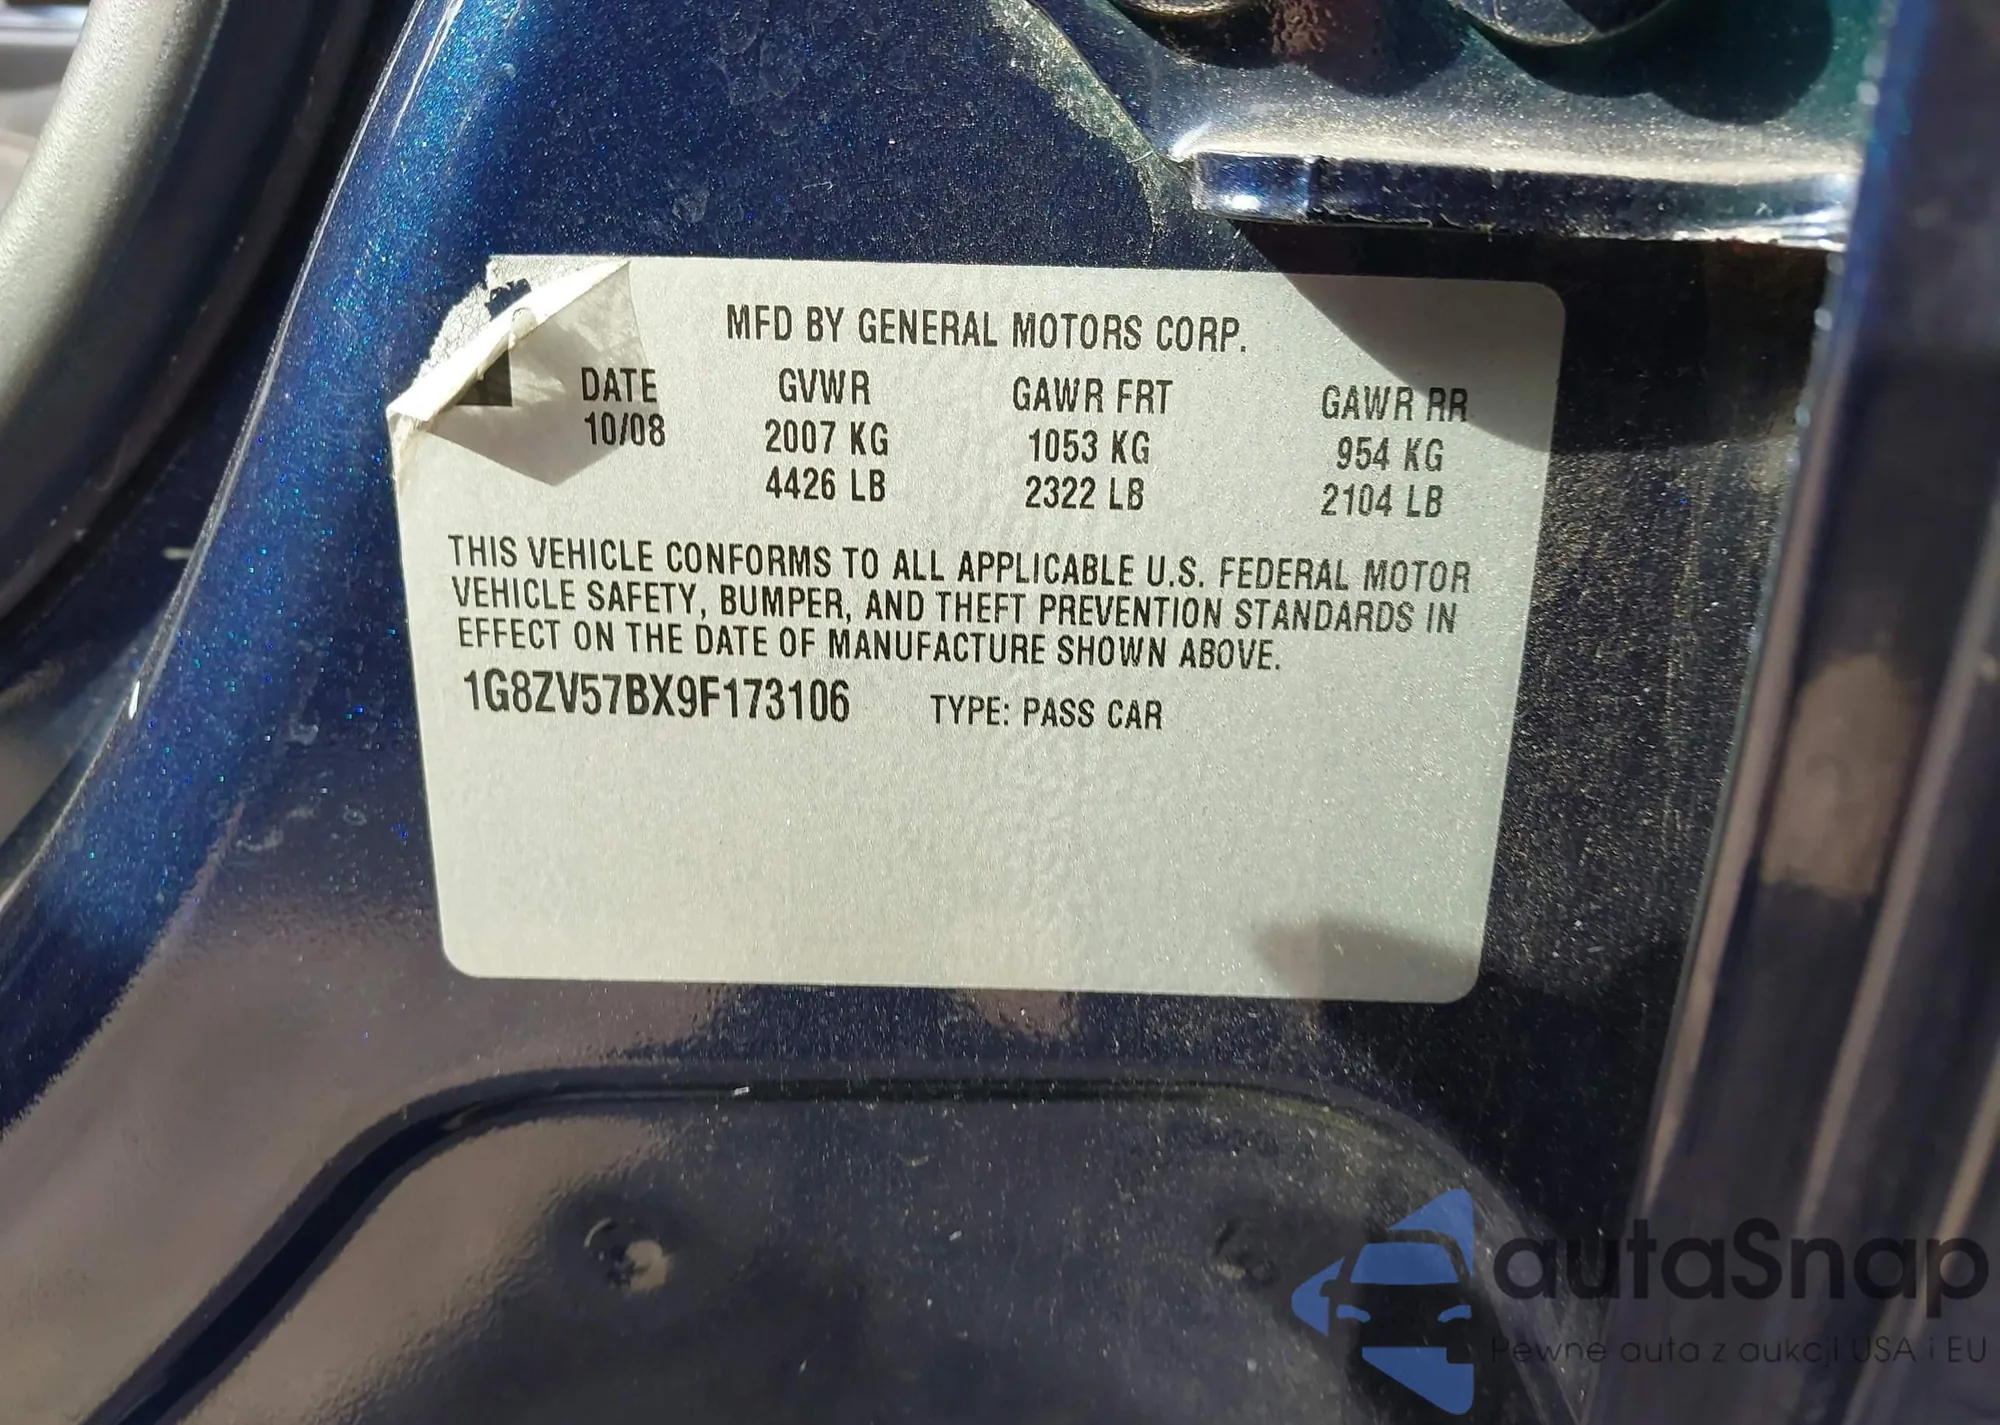 MFD BY GENERAL MOTORS CORP.
DATE GVWR GAWR FRT GAWR RR
10/08 2007 KG 1053 KG 954 KG
4426 LB 2322 LB 2104 LB
THIS VEHICLE CONFORMS TO ALL APPLICABLE U.S. FEDERAL MOTOR
VEHICLE SAFETY, BUMPER, AND THEFT PREVENTION STANDARDS IN
EFFECT ON THE DATE OF MANUFACTURE SHOWN ABOVE.
1G8ZV57BX9F173106 TYPE: PASS CAR
autaSnap
Pewne auta z aukcji USA i EU